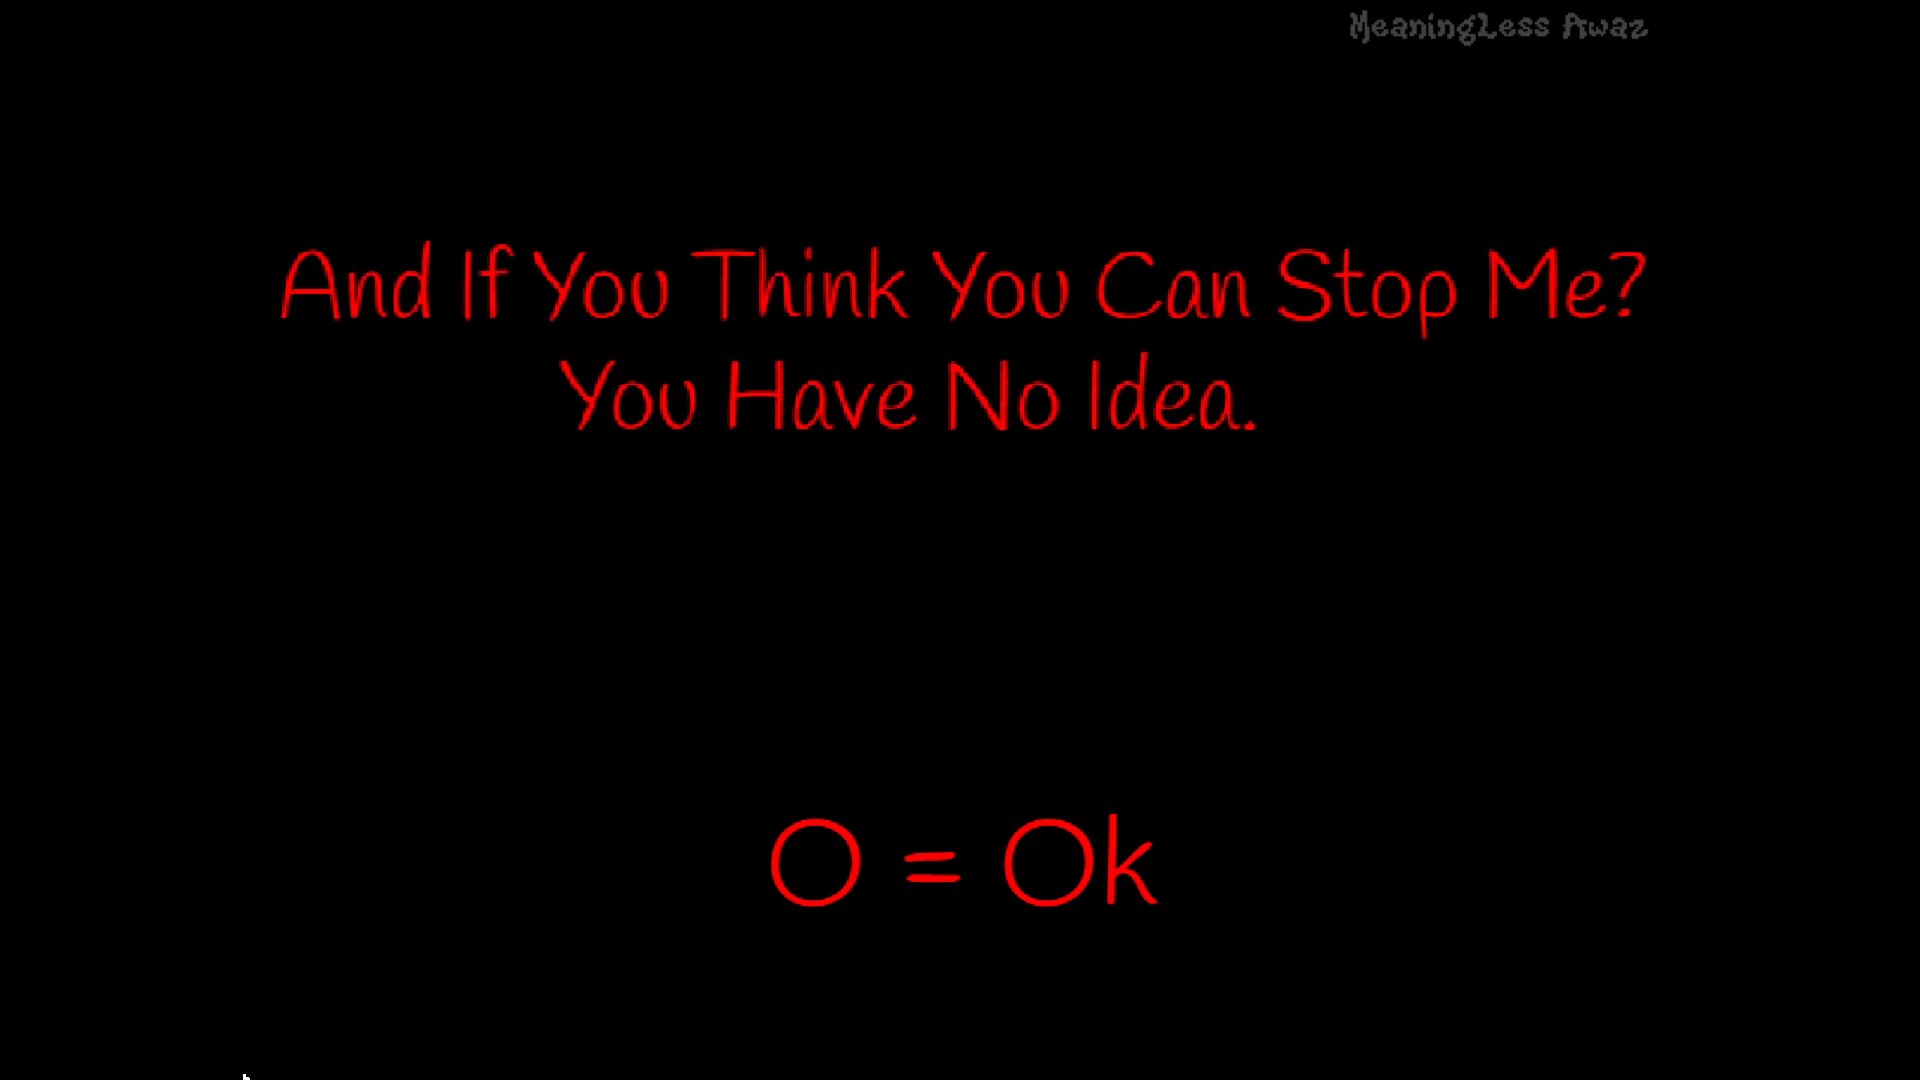 MeaningLess Awaz
And If You Think You Can Stop Me?
You Have No Idea.
O = Ok